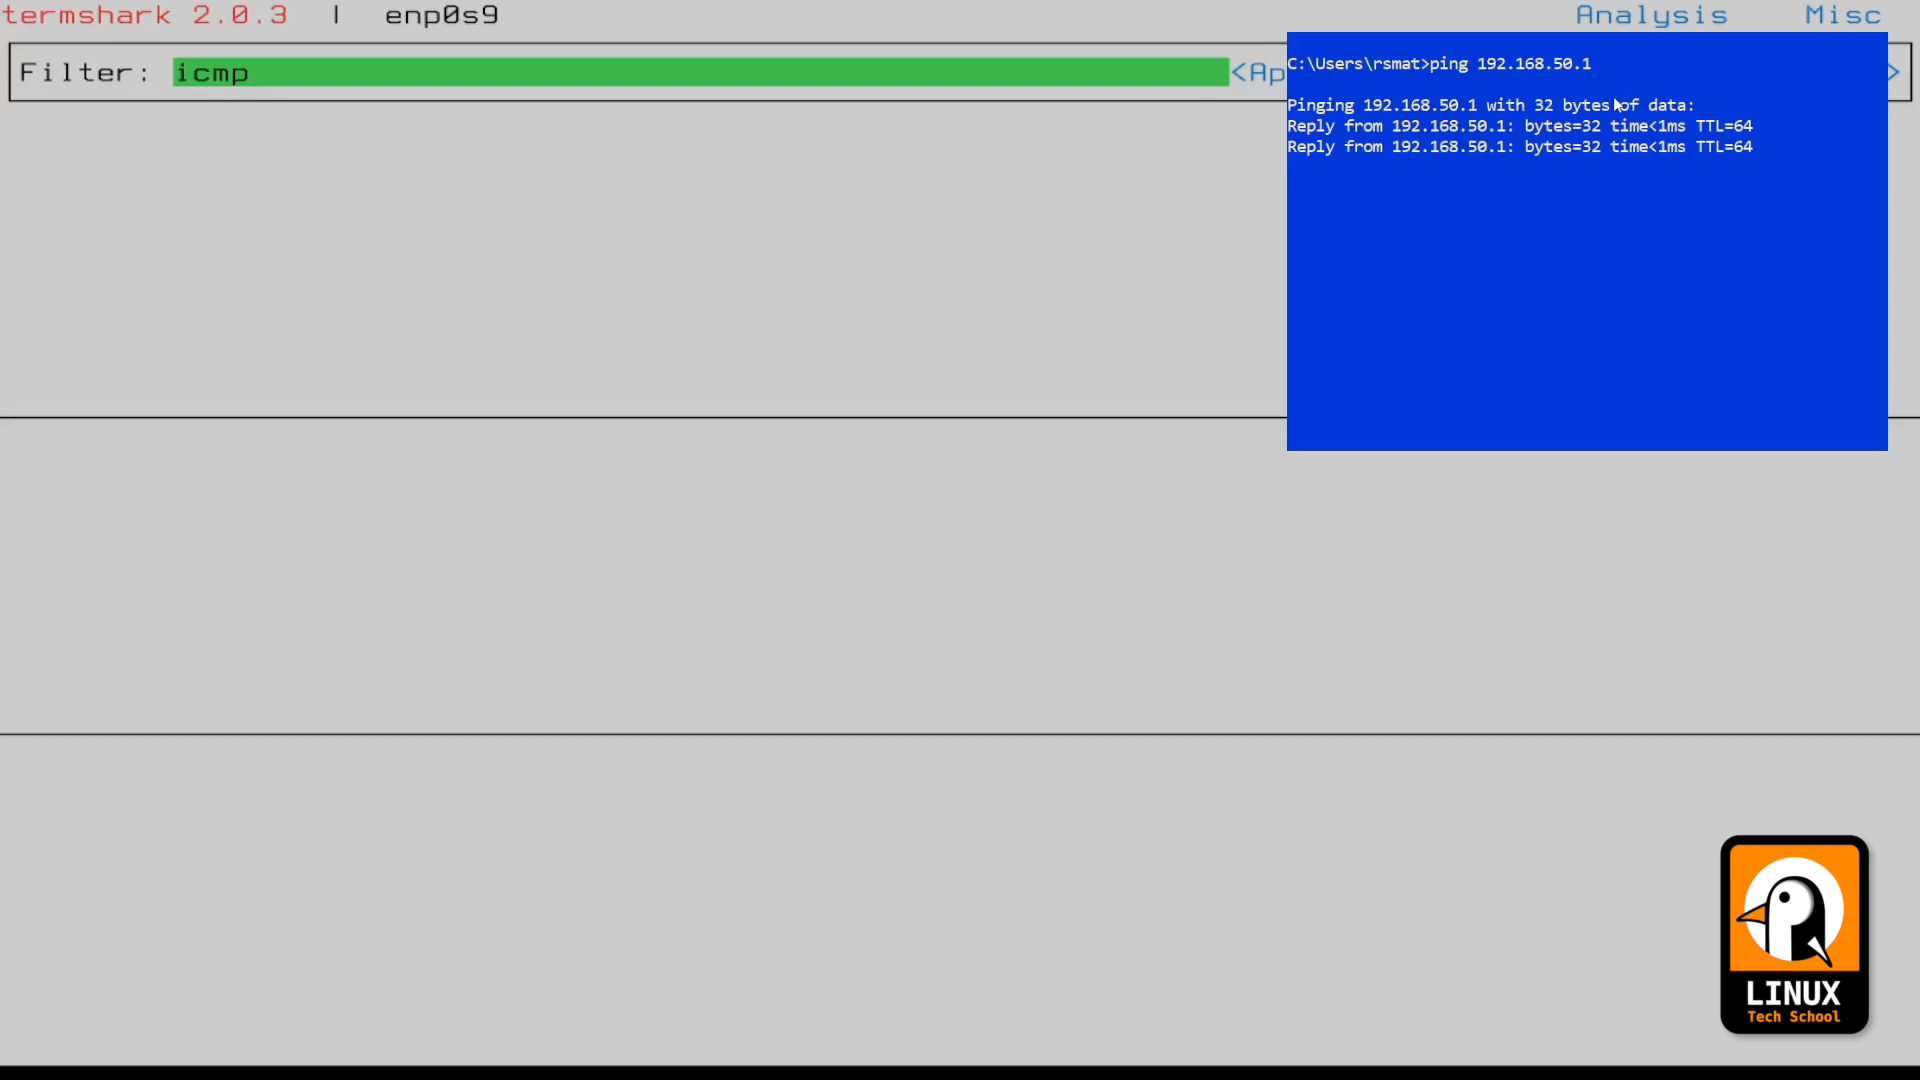 termshark 2.0.3 | enp0s9 Analysis Misc
Filter: icmp <Ap >
C:\Users\rsmat>ping 192.168.50.1
Pinging 192.168.50.1 with 32 bytes of data:
Reply from 192.168.50.1: bytes=32 time<1ms TTL=64
Reply from 192.168.50.1: bytes=32 time<1ms TTL=64
LINUX
Tech School